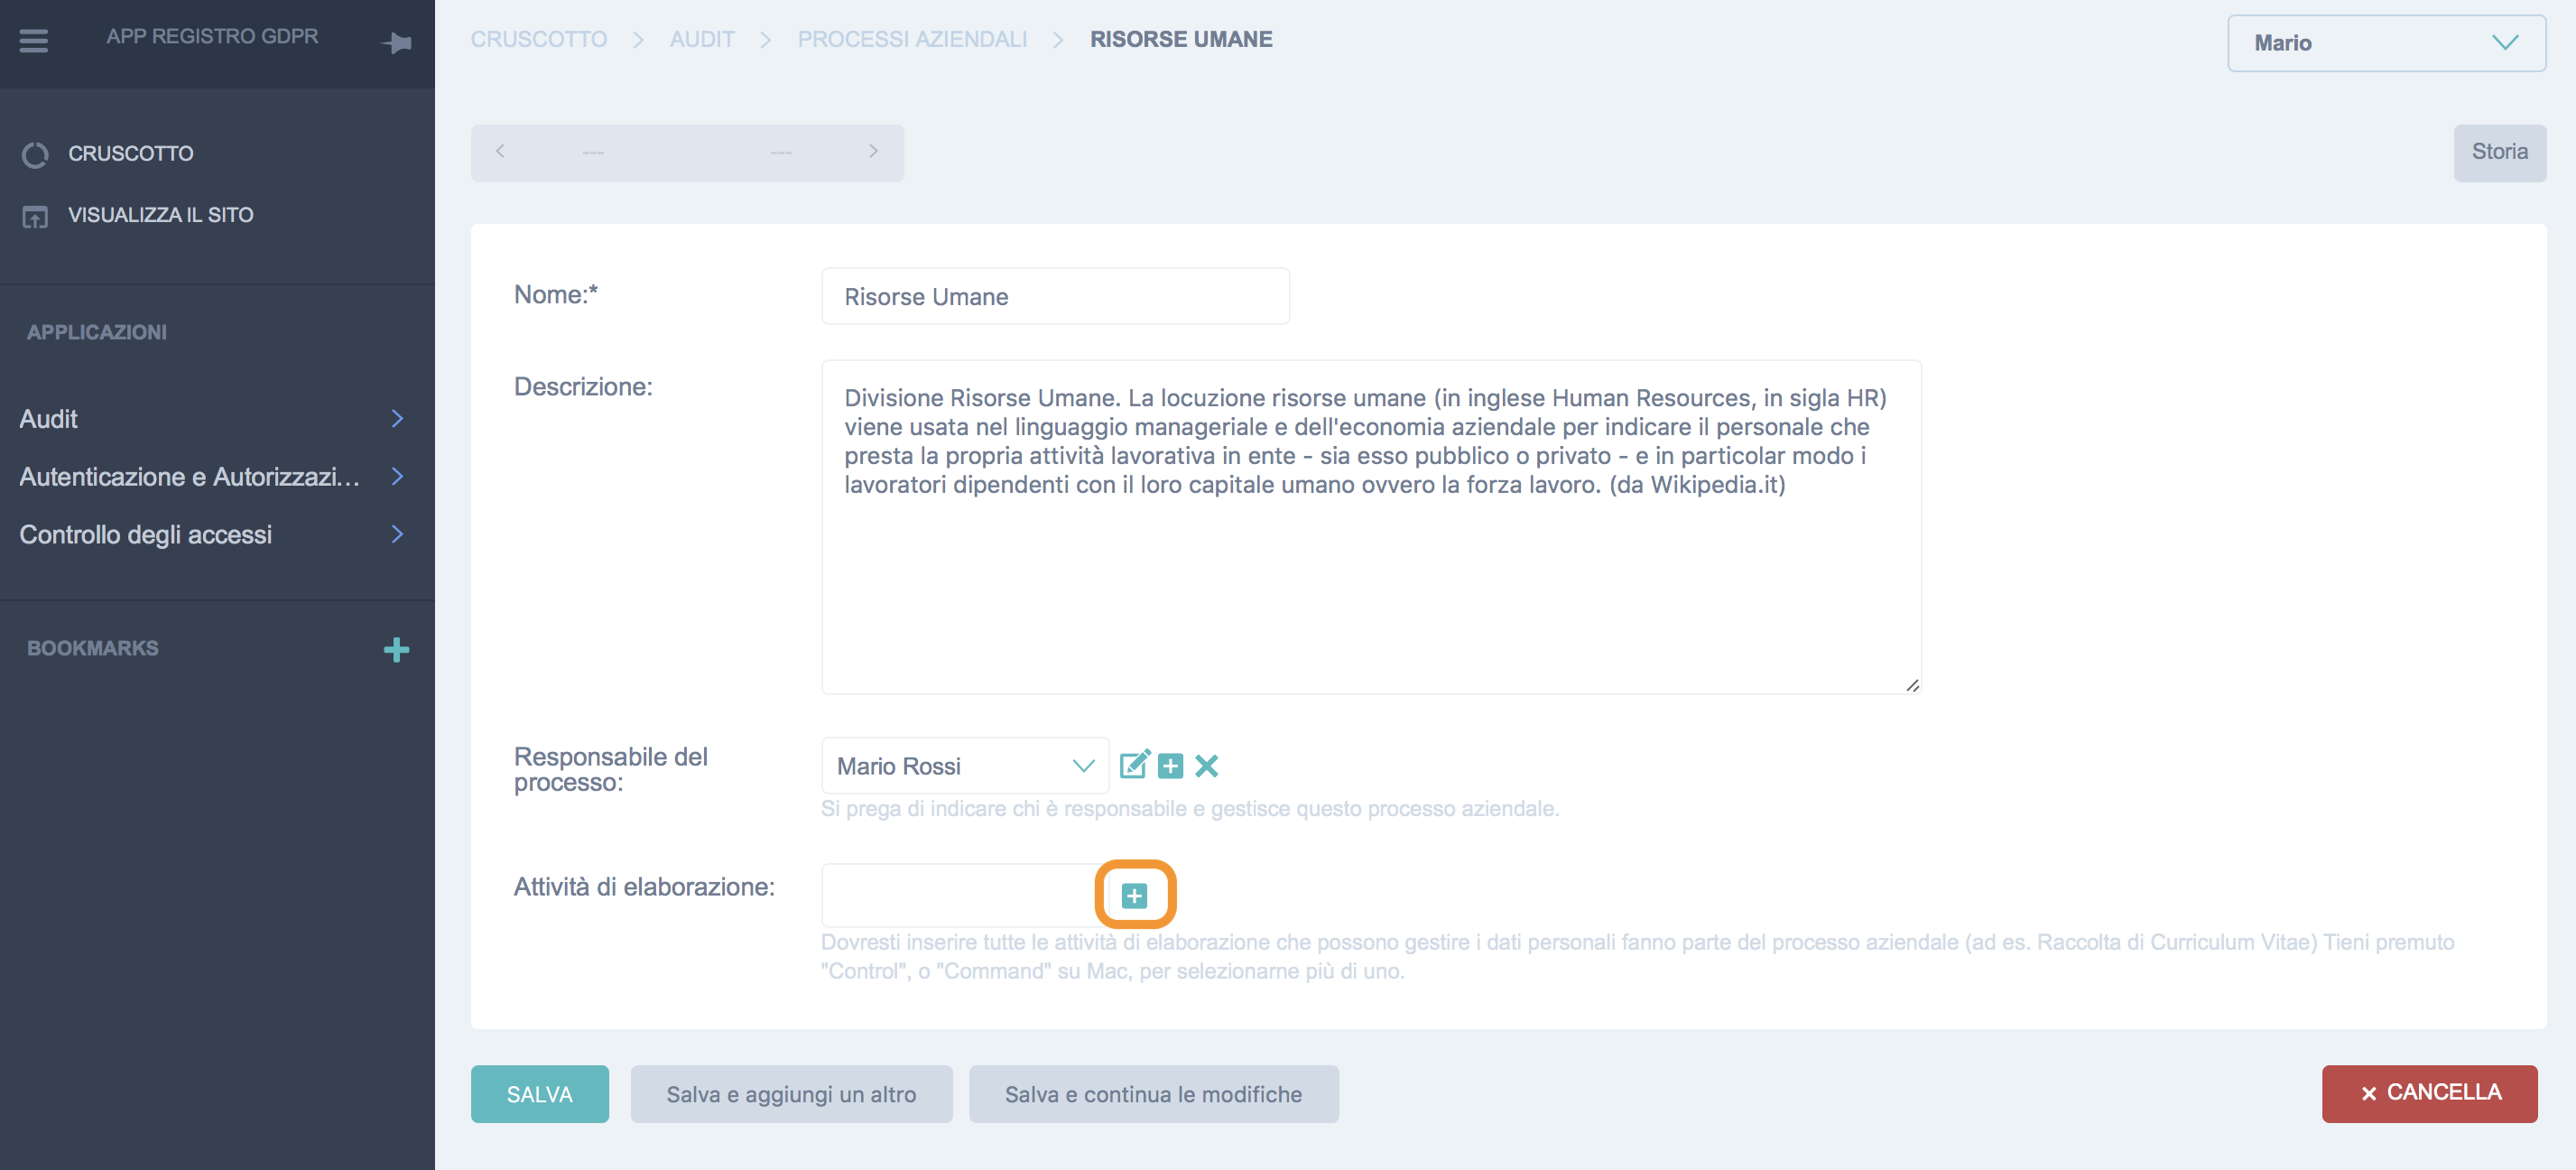 APP REGISTRO GDPR
CRUSCOTTO
VISUALIZZA IL SITO
APPLICAZIONI
Audit
Autenticazione e Autorizzazi...
Controllo degli accessi
BOOKMARKS
CRUSCOTTO > AUDIT > PROCESSI AZIENDALI > RISORSE UMANE
Mario
--- ---
Storia
Nome:*
Risorse Umane
Descrizione:
Divisione Risorse Umane. La locuzione risorse umane (in inglese Human Resources, in sigla HR)
viene usata nel linguaggio manageriale e dell'economia aziendale per indicare il personale che
presta la propria attività lavorativa in ente - sia esso pubblico o privato - e in particolar modo i
lavoratori dipendenti con il loro capitale umano ovvero la forza lavoro. (da Wikipedia.it)
Responsabile del
processo:
Mario Rossi
Si prega di indicare chi è responsabile e gestisce questo processo aziendale.
Attività di elaborazione:
Dovresti inserire tutte le attività di elaborazione che possono gestire i dati personali fanno parte del processo aziendale (ad es. Raccolta di Curriculum Vitae) Tieni premuto
"Control", o "Command" su Mac, per selezionarne più di uno.
SALVA
Salva e aggiungi un altro
Salva e continua le modifiche
CANCELLA